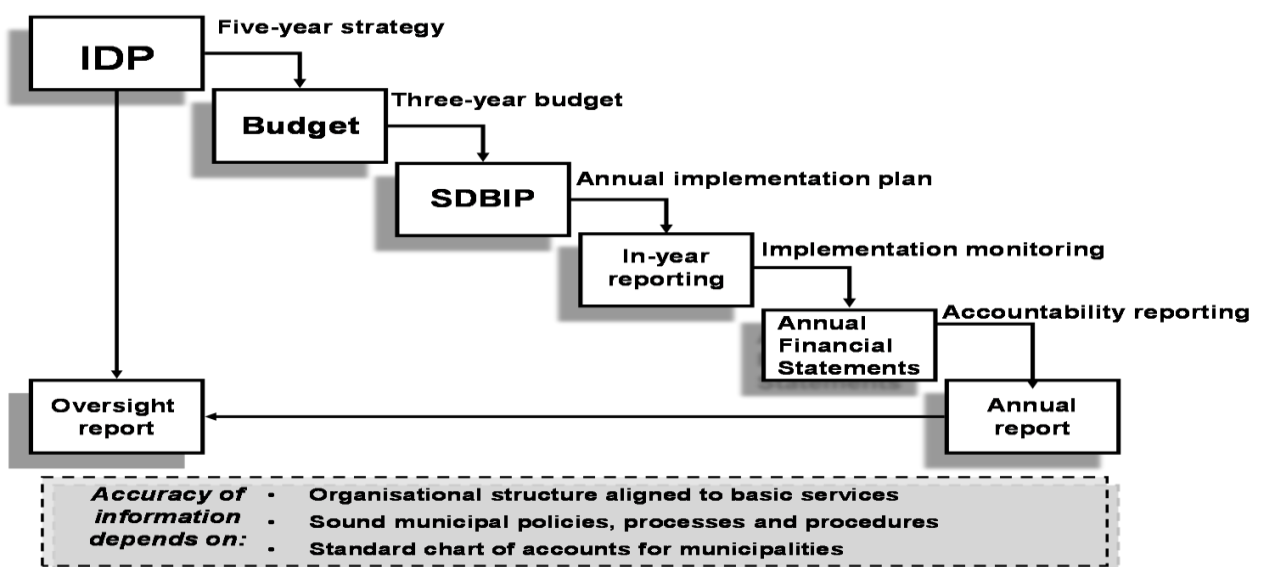 IDP
Five-year strategy
Budget
Three-year budget
SDBIP
Annual implementation plan
In-year
reporting
Implementation monitoring
Annual
Financial
Statements
Accountability reporting
Annual
report
Oversight
report
Accuracy of
information
depends on:
· Organisational structure aligned to basic services
· Sound municipal policies, processes and procedures
· Standard chart of accounts for municipalities